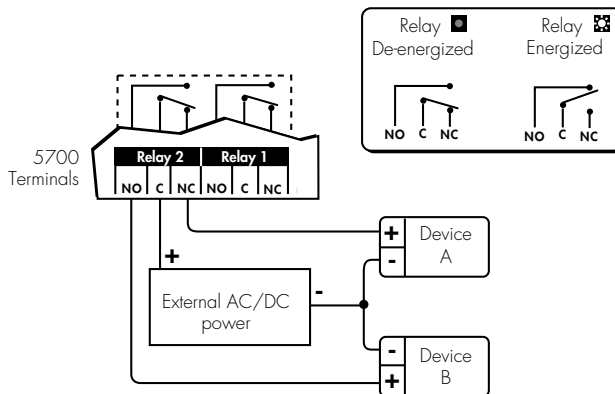 Relay
De-energized
Relay
Energized
NO C NC
NO C NC
5700
Terminals
Relay 2 Relay 1
NO C NC NO C NC
+
-
External AC/DC
power
+
-
Device
A
-
+
Device
B